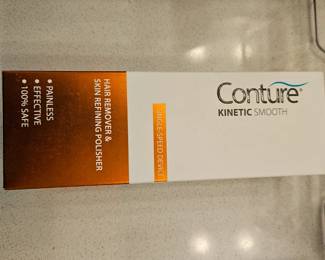 Conture®
KINETIC SMOOTH
SINGLE-SPEED DEVICE
HAIR REMOVER &
SKIN REFINING POLISHER
• PAINLESS
• EFFECTIVE
• 100% SAFE